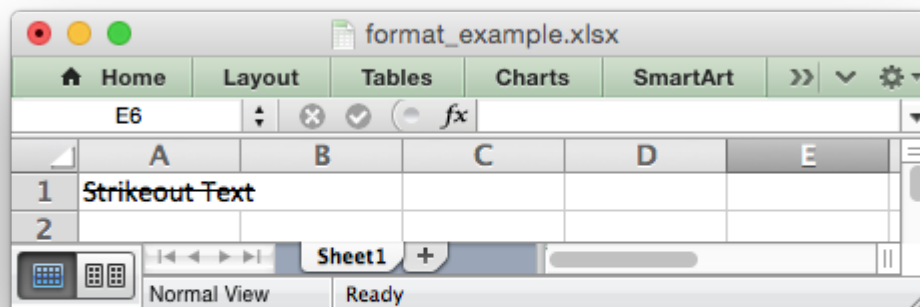 format_example.xlsx
Home Layout Tables Charts SmartArt
E6 fx
A B C D E
1 Strikeout Text
2
Sheet1 +
Normal View Ready